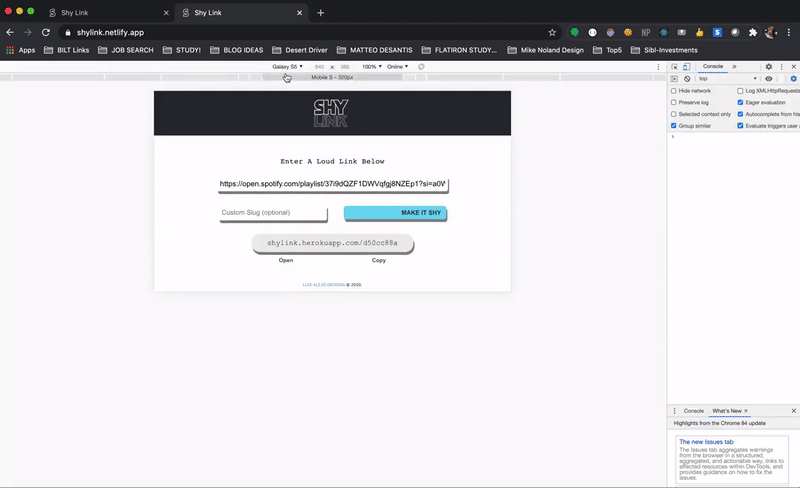 Shy Link
Shy Link
shylink.netlify.app
Apps
BILT Links
JOB SEARCH
STUDY!
BLOG IDEAS
Desert Driver
MATTEO DESANTIS
FLATIRON STUDY...
Mike Noland Design
Top5
Sibl-Investments
Galaxy S5 640 × 360 100% Online
Mobile S – 320px
SHY
LINK
Enter A Loud Link Below
https://open.spotify.com/playlist/37i9dQZF1DWVqfgj8NZEp1?si=a0W
Custom Slug (optional)
MAKE IT SHY
shylink.herokuapp.com/d50cc88a
Open
Copy
LUIS ALEJO DESIGNS © 2020
Console
top
Hide network
Log XMLHttpRequests
Preserve log
Eager evaluation
Selected context only
Autocomplete from his
Group similar
Evaluate triggers user
Console
What's New
Highlights from the Chrome 84 update
The new Issues tab
The Issues tab aggregates warnings
from the browser in a structured,
aggregated, and actionable way, links to
affected resources within DevTools, and
provides guidance on how to fix the
issues.